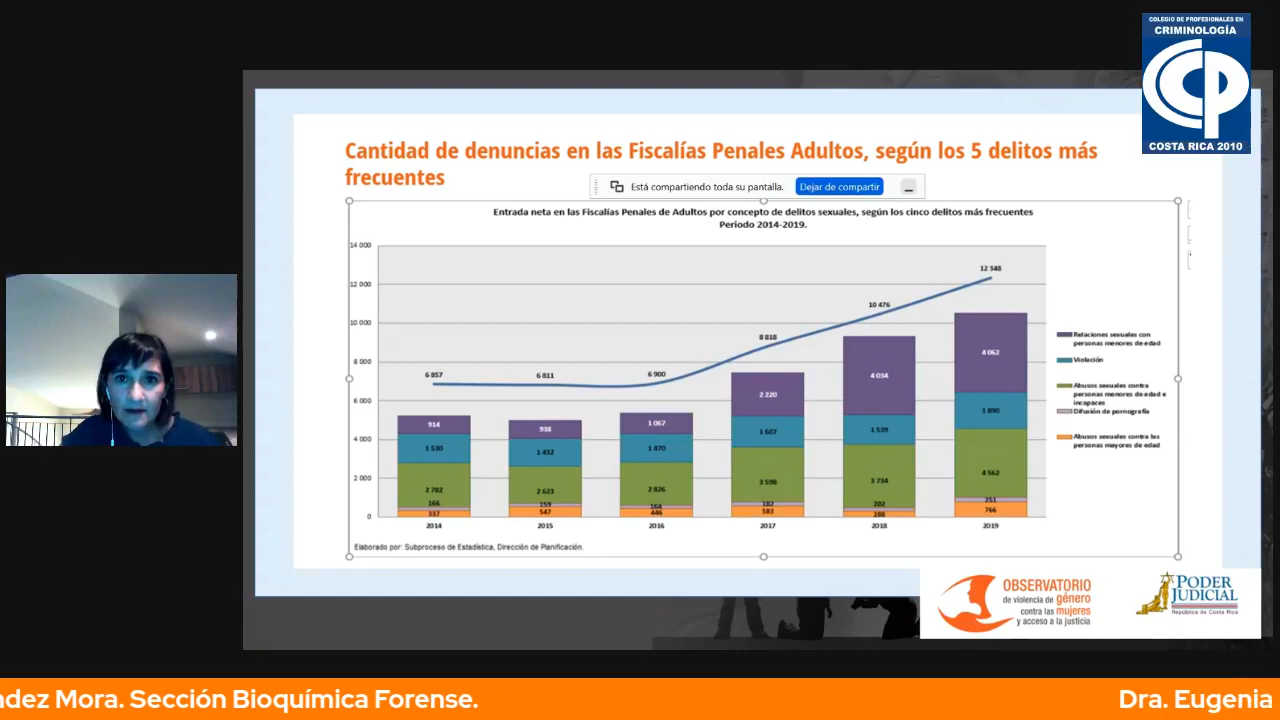 COLEGIO DE PROFESIONALES EN
CRIMINOLOGÍA
COSTA RICA 2010
Cantidad de denuncias en las Fiscalías Penales Adultos, según los 5 delitos más
frecuentes
Está compartiendo toda su pantalla.
Dejar de compartir
Entrada neta en las Fiscalías Penales de Adultos por concepto de delitos sexuales, según los cinco delitos más frecuentes
Periodo 2014-2019.
14 000
12 000
10 000
8 000
6 000
4 000
2 000
0
6 857
6 811
6 900
8 818
10 476
12 348
914
938
1 067
2 220
4 034
4 062
1 530
1 432
1 470
1 607
1 539
1 890
2 782
2 623
2 826
3 598
3 734
4 562
166
159
164
182
202
251
337
547
446
583
288
766
2014
2015
2016
2017
2018
2019
Relaciones sexuales con
personas menores de edad
Violación
Abusos sexuales contra
personas menores de edad e
incapaces
Difusión de pornografía
Abusos sexuales contra las
personas mayores de edad
Elaborado por: Subproceso de Estadística, Dirección de Planificación.
OBSERVATORIO
de violencia de género
contra las mujeres
y acceso a la justicia
PODER
JUDICIAL
República de Costa Rica
ndez Mora. Sección Bioquímica Forense.
Dra. Eugenia